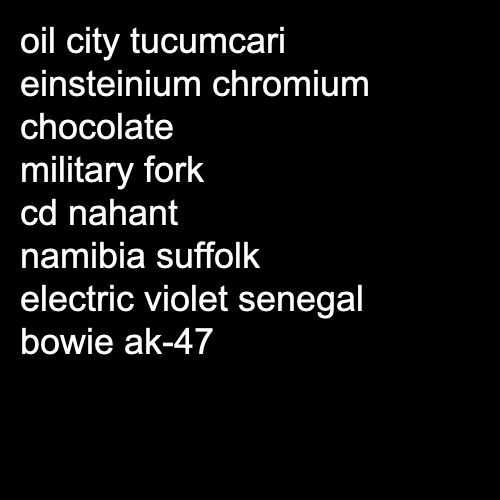 oil city tucumcari
einsteinium chromium
chocolate
military fork
cd nahant
namibia suffolk
electric violet senegal
bowie ak-47